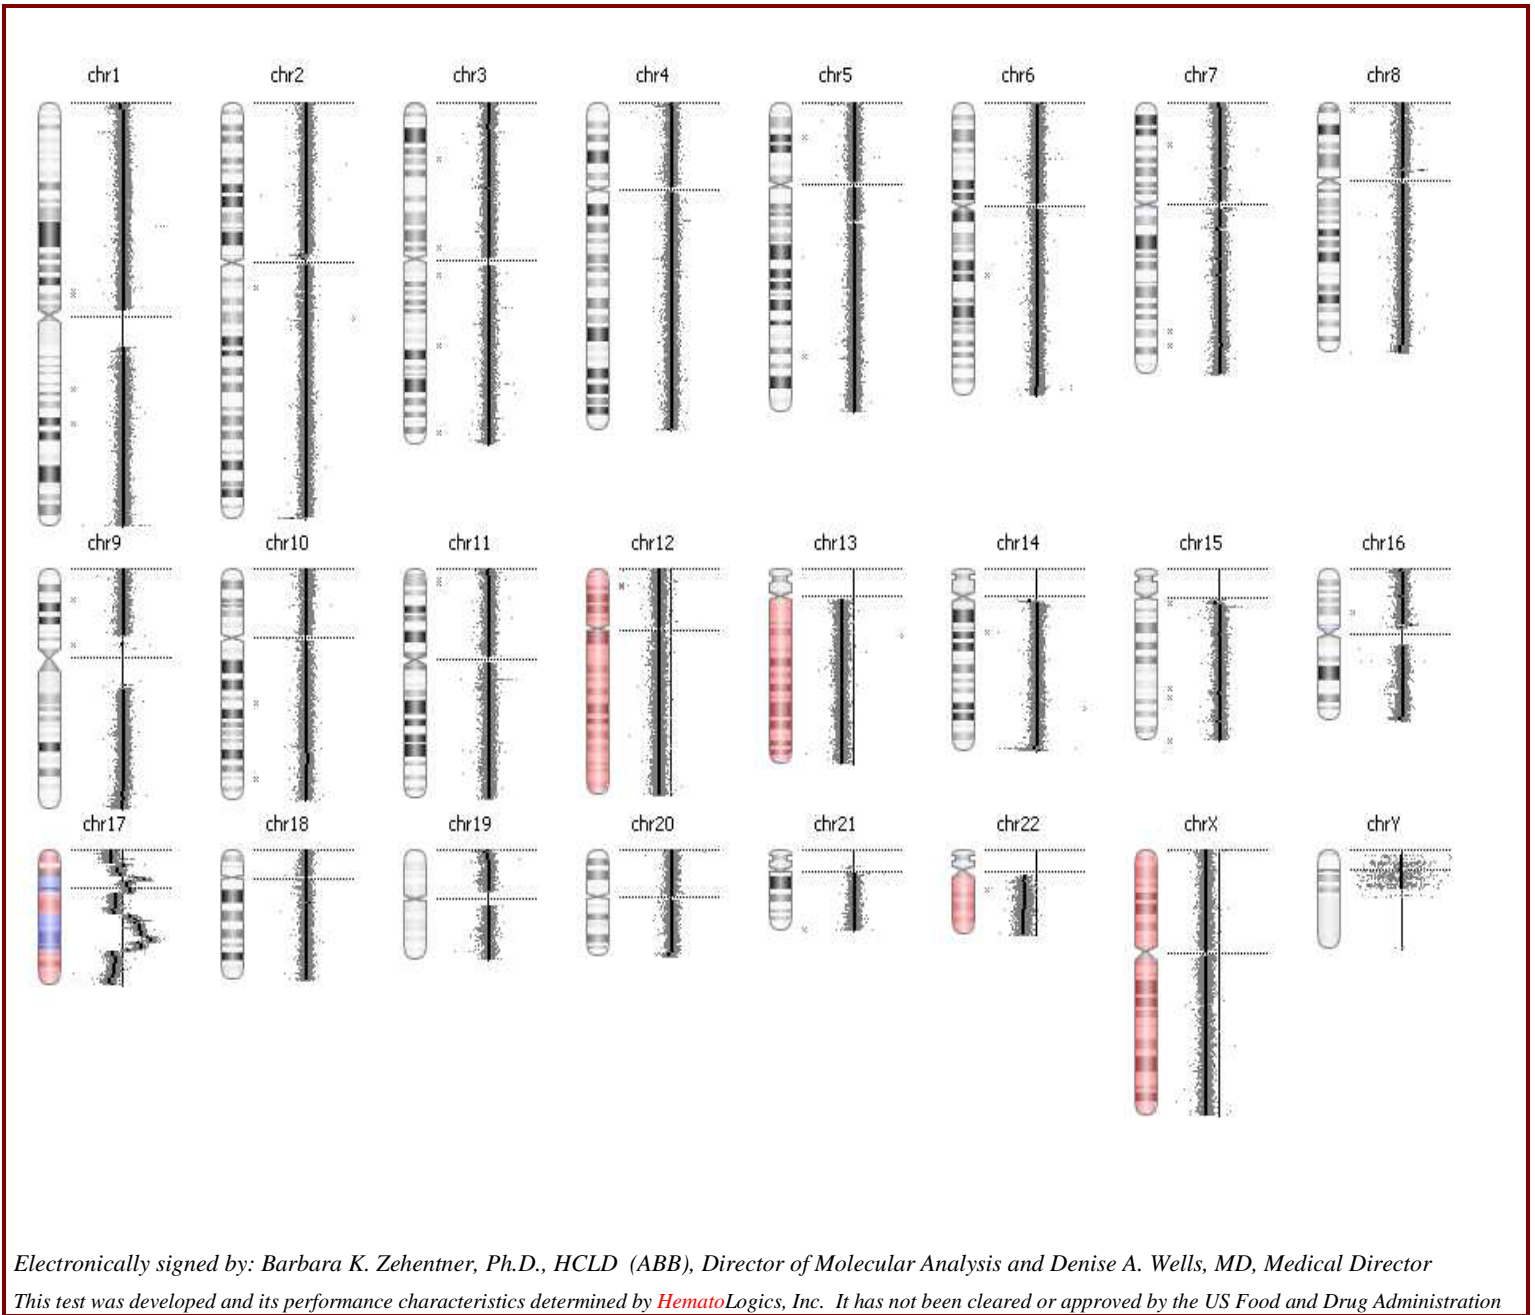 chr1 chr2 chr3 chr4 chr5 chr6 chr7 chr8
chr9 chr10 chr11 chr12 chr13 chr14 chr15 chr16
chr17 chr18 chr19 chr20 chr21 chr22 chrX chrY
Electronically signed by: Barbara K. Zehentner, Ph.D., HCLD (ABB), Director of Molecular Analysis and Denise A. Wells, MD, Medical Director
This test was developed and its performance characteristics determined by HematoLogics, Inc. It has not been cleared or approved by the US Food and Drug Administration